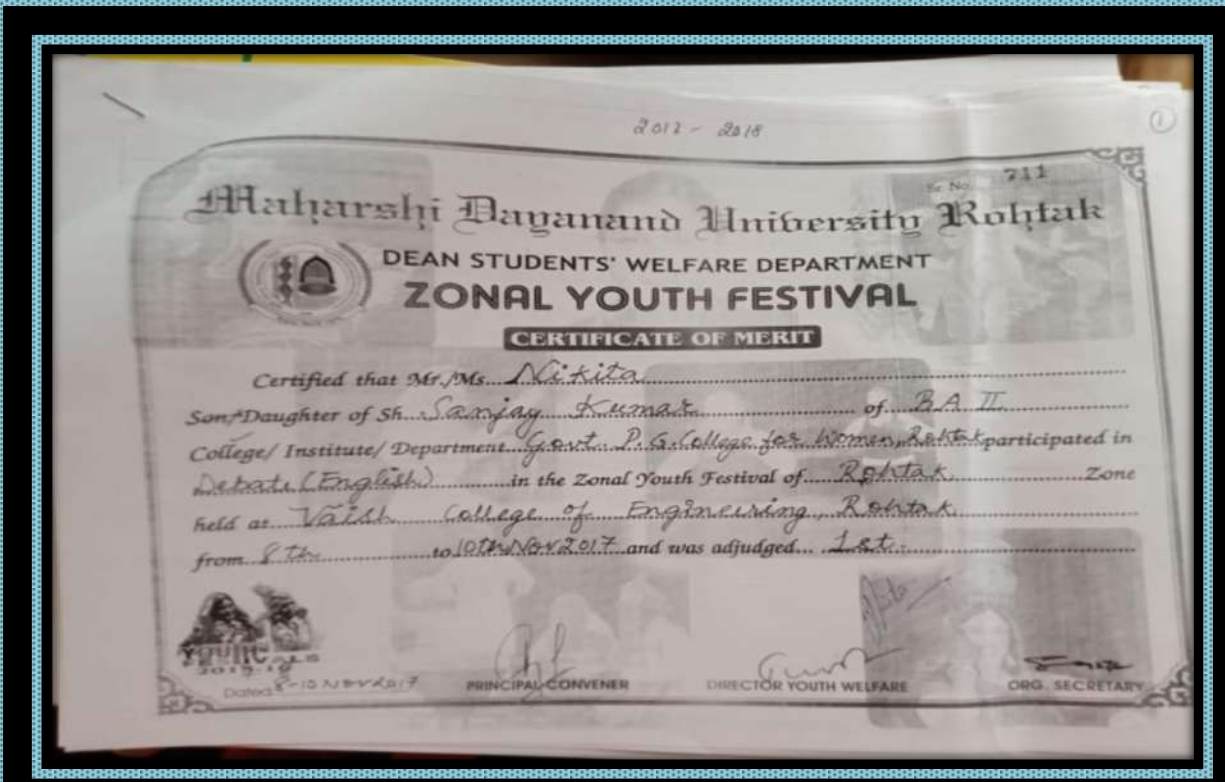 2017 - 2018
1
Sr. No. 711
Maharshi Dayanand University Rohtak
DEAN STUDENTS' WELFARE DEPARTMENT
ZONAL YOUTH FESTIVAL
CERTIFICATE OF MERIT
Certified that Mr./Ms. Nikita
Son/Daughter of Sh. Sanjay Kumar of BA II
College/ Institute/ Department Govt. P.G. College for Women, Rohtak participated in
Debate (English) in the Zonal Youth Festival of Rohtak Zone
held at Vaish College of Engineering, Rohtak
from 8th to 10th Nov 2017 and was adjudged 1st
Dated 8-10 Nov 2017
PRINCIPAL-CONVENER
DIRECTOR YOUTH WELFARE
ORG. SECRETARY